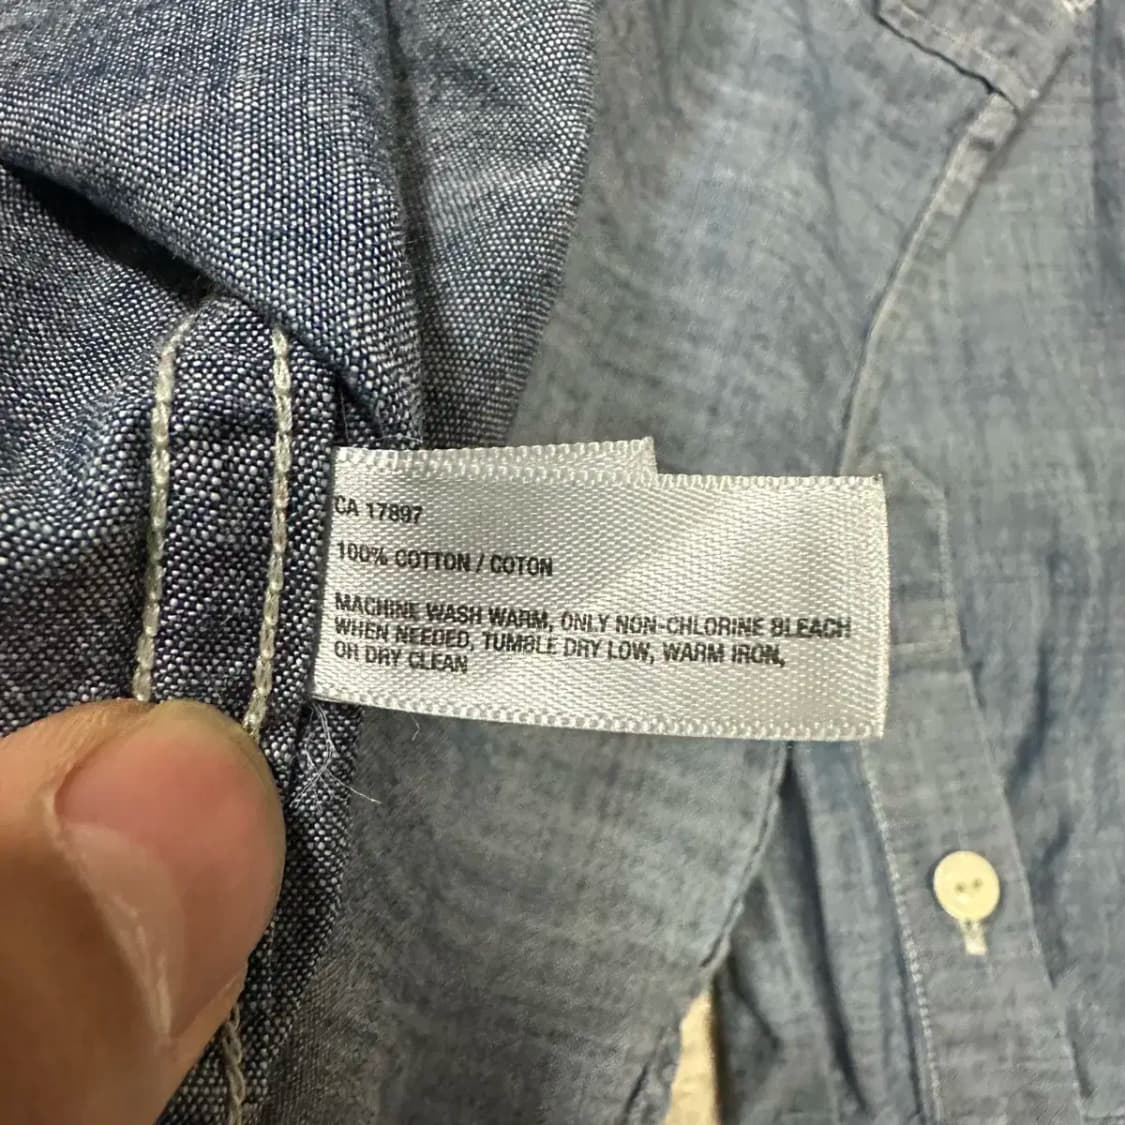 CA 17897
100% COTTON / COTON
MACHINE WASH WARM, ONLY NON-CHLORINE BLEACH
WHEN NEEDED, TUMBLE DRY LOW, WARM IRON,
OR DRY CLEAN